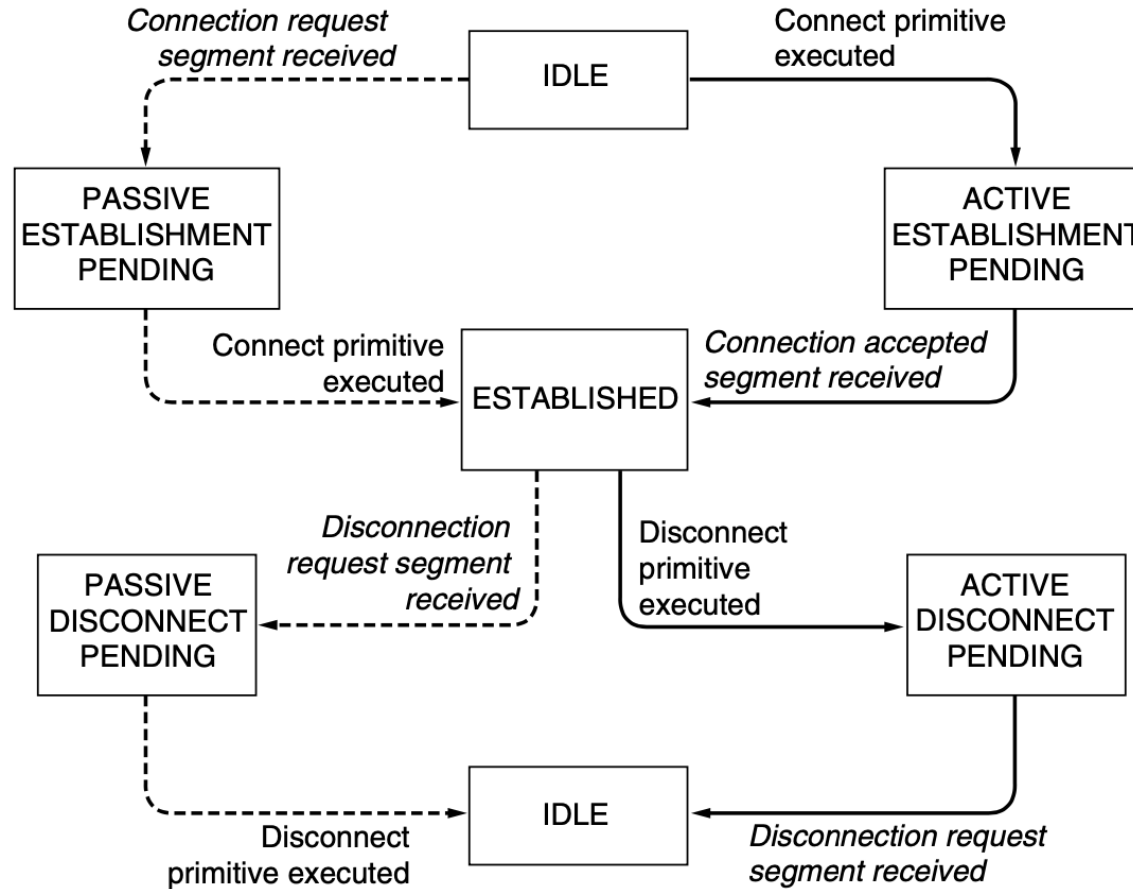 Connection request
segment received
IDLE
Connect primitive
executed
PASSIVE
ESTABLISHMENT
PENDING
ACTIVE
ESTABLISHMENT
PENDING
Connect primitive
executed
ESTABLISHED
Connection accepted
segment received
Disconnection
request segment
received
Disconnect
primitive
executed
PASSIVE
DISCONNECT
PENDING
ACTIVE
DISCONNECT
PENDING
IDLE
Disconnect
primitive executed
Disconnection request
segment received